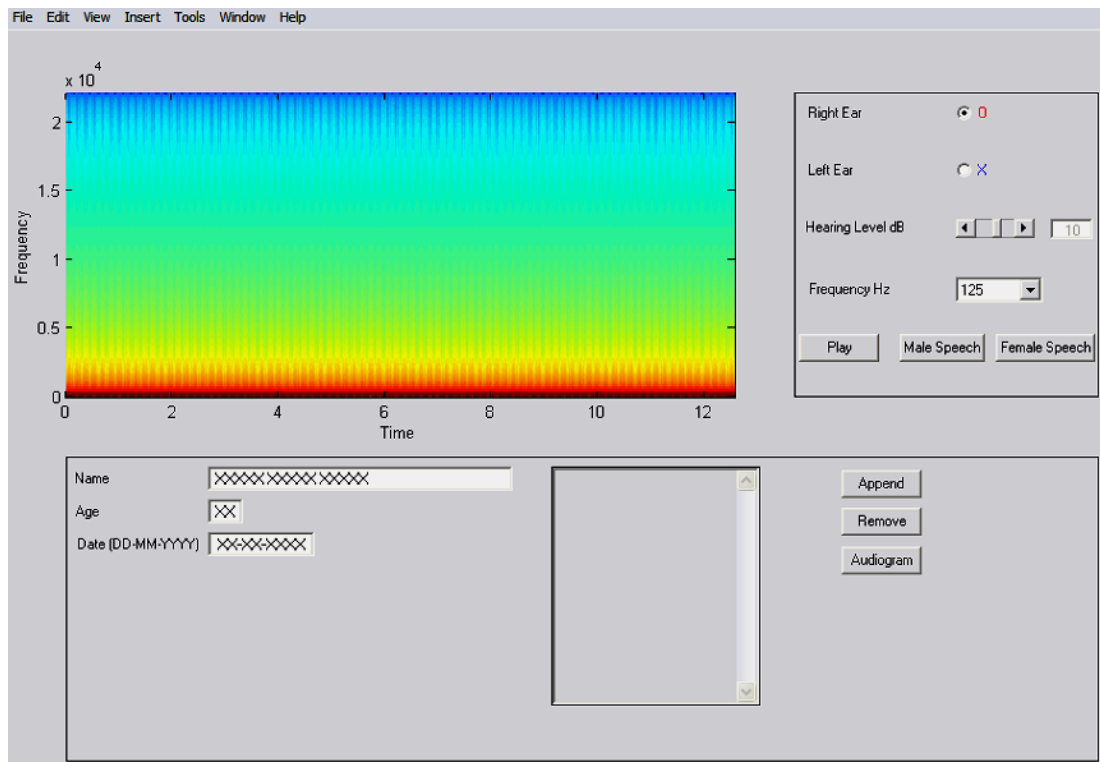 File Edit View Insert Tools Window Help
x 10^4
2
1.5
1
0.5
0
Frequency
0 2 4 6 8 10 12
Time
Right Ear O
Left Ear X
Hearing Level dB 10
Frequency Hz 125
Play Male Speech Female Speech
Name XXXXX XXXXX XXXXX
Age XX
Date (DD-MM-YYYY) XX-XX-XXXX
Append
Remove
Audiogram